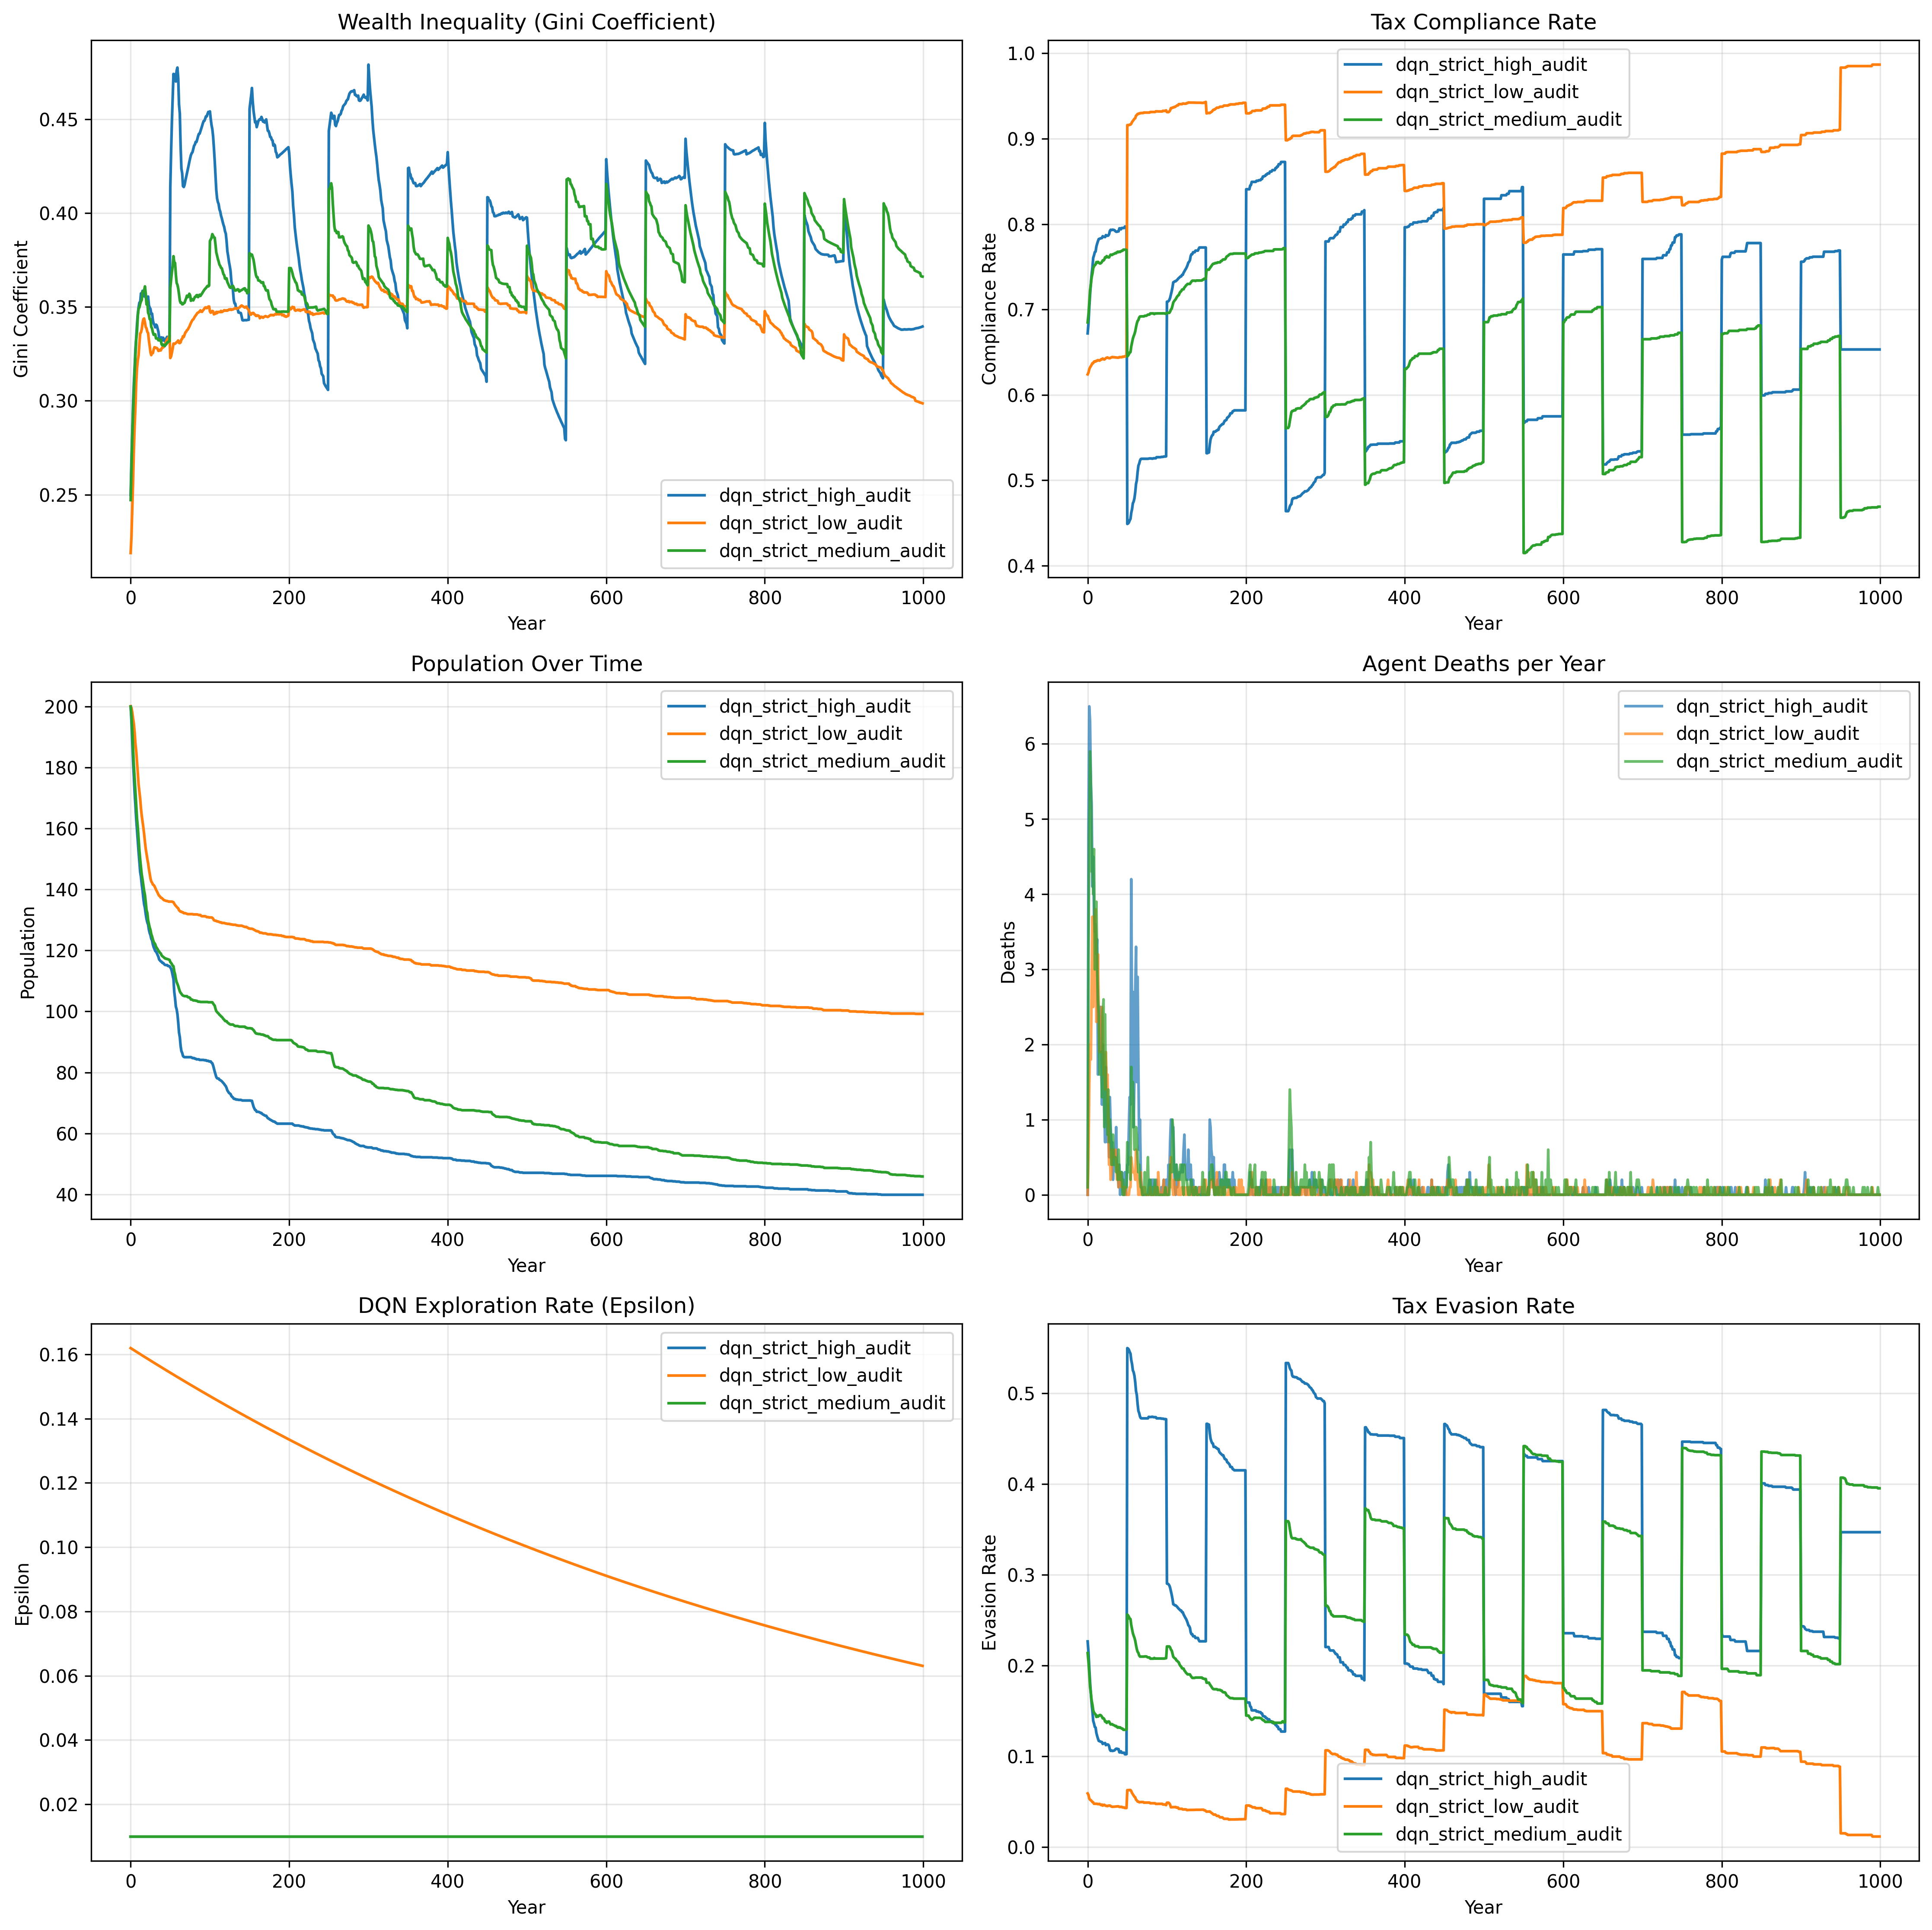 Wealth Inequality (Gini Coefficient)
Gini Coefficient
0.45
0.40
0.35
0.30
0.25
dqn_strict_high_audit
dqn_strict_low_audit
dqn_strict_medium_audit
0 200 400 600 800 1000
Year
Tax Compliance Rate
Compliance Rate
1.0
0.9
0.8
0.7
0.6
0.5
0.4
dqn_strict_high_audit
dqn_strict_low_audit
dqn_strict_medium_audit
0 200 400 600 800 1000
Year
Population Over Time
Population
200
180
160
140
120
100
80
60
40
dqn_strict_high_audit
dqn_strict_low_audit
dqn_strict_medium_audit
0 200 400 600 800 1000
Year
Agent Deaths per Year
Deaths
6
5
4
3
2
1
0
dqn_strict_high_audit
dqn_strict_low_audit
dqn_strict_medium_audit
0 200 400 600 800 1000
Year
DQN Exploration Rate (Epsilon)
Epsilon
0.16
0.14
0.12
0.10
0.08
0.06
0.04
0.02
dqn_strict_high_audit
dqn_strict_low_audit
dqn_strict_medium_audit
0 200 400 600 800 1000
Year
Tax Evasion Rate
Evasion Rate
0.5
0.4
0.3
0.2
0.1
0.0
dqn_strict_high_audit
dqn_strict_low_audit
dqn_strict_medium_audit
0 200 400 600 800 1000
Year